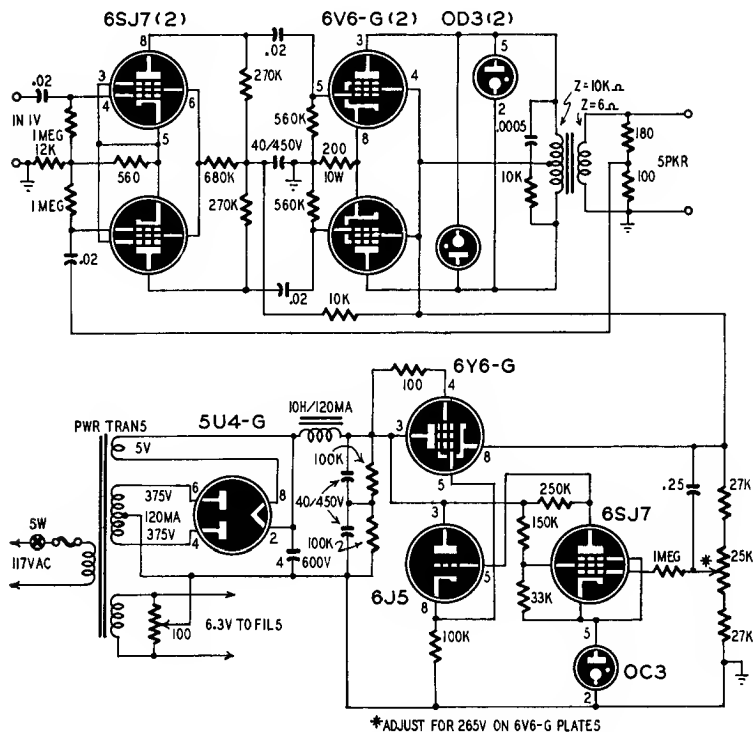 6SJ7(2) 6V6-G(2) OD3(2)
8 .02 3 5
.02 3 4 6 270K 5 4 2 Z=10KΩ Z=6Ω
IN 1V 1MEG 5 560K 8 .0005 180
12K 560 680K 40/450V 200 10W 10K 5PKR
1MEG 270K 560K 100
.02 .02
10K
6Y6-G
100 4
10H/120MA
5U4-G
PWR TRANS
5V 100K 3 8
5
375V 6 8 40/450V 250K .25 27K
120MA 3 150K 6SJ7
375V 4 2 1MEG * 25K
SW
117VAC 100K 5
4 600V 6J5 33K
8 5 27K
100 6.3V TO FILS 100K OC3
2
*ADJUST FOR 265V ON 6V6-G PLATES